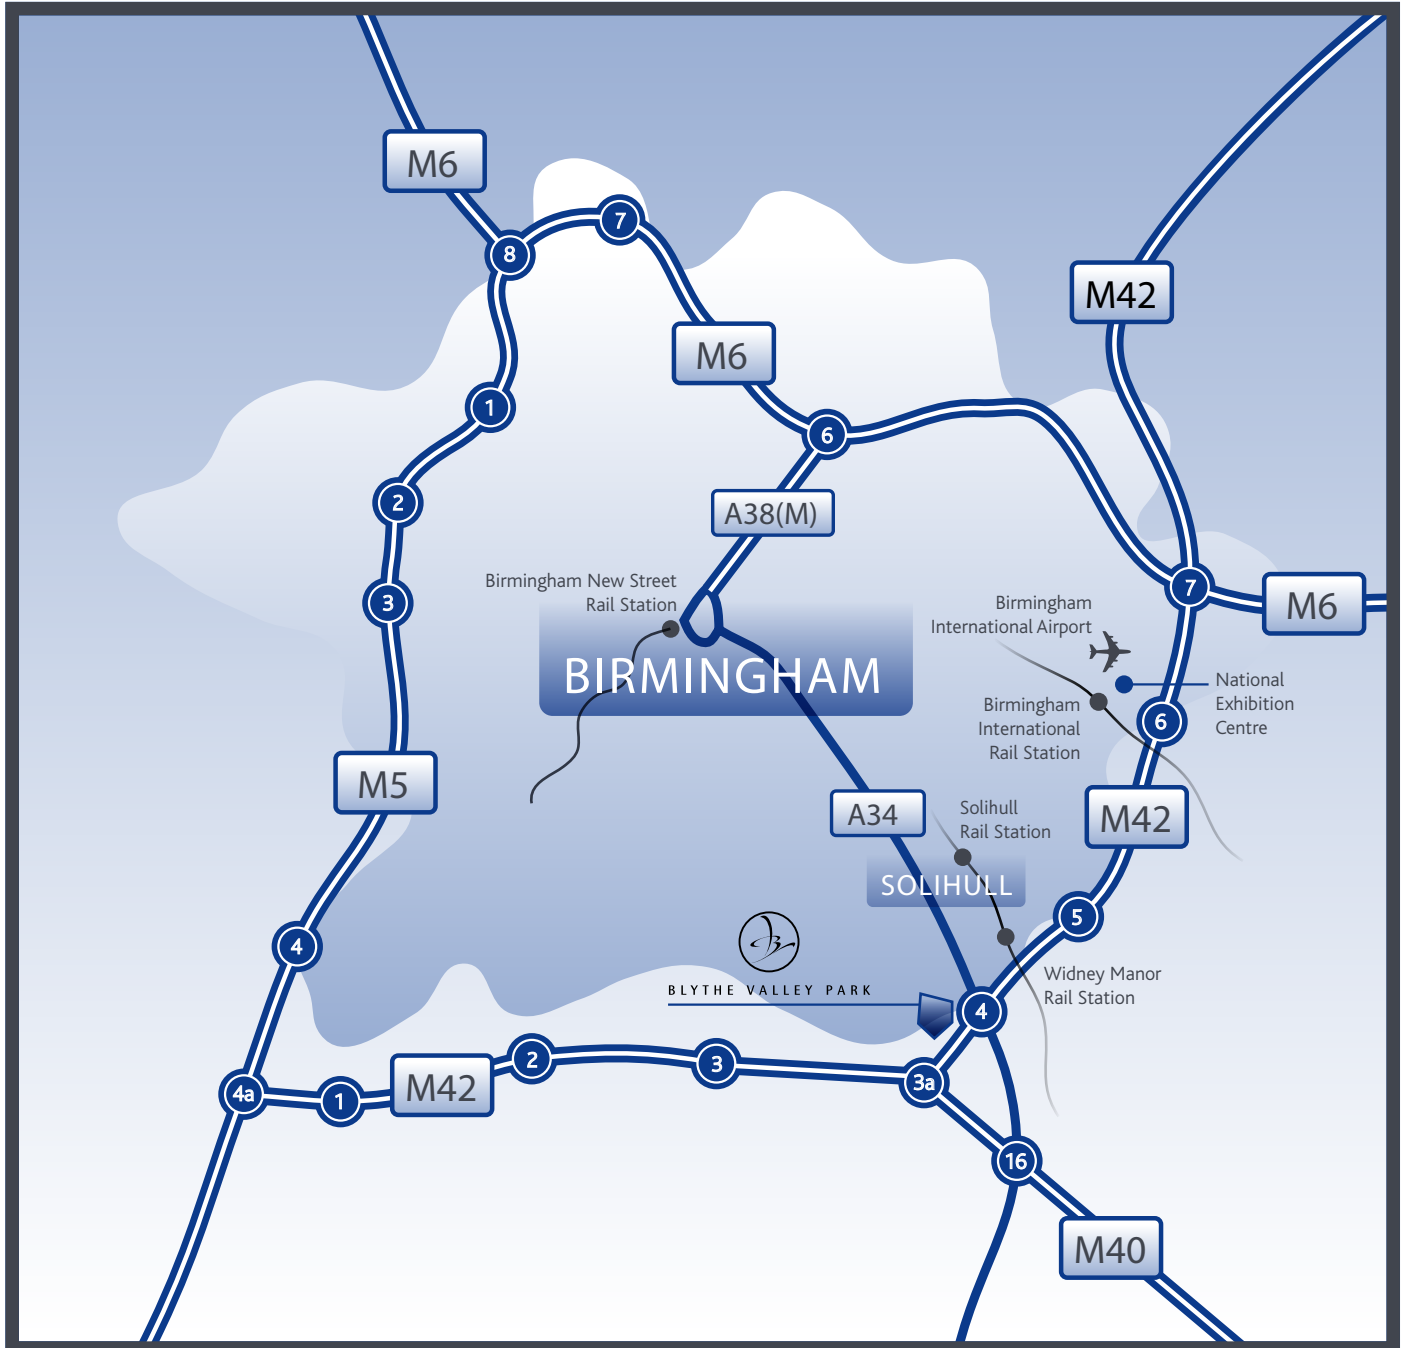 M6
7
8
M42
M6
1
6
2
A38(M)
Birmingham New Street
Rail Station
7
3
Birmingham
International Airport
M6
BIRMINGHAM
National
Exhibition
Centre
Birmingham
International
Rail Station
6
M5
A34
Solihull
Rail Station
M42
SOLIHULL
5
4
BLYTHE VALLEY PARK
Widney Manor
Rail Station
4
2
3
M42
3a
4a
1
16
M40